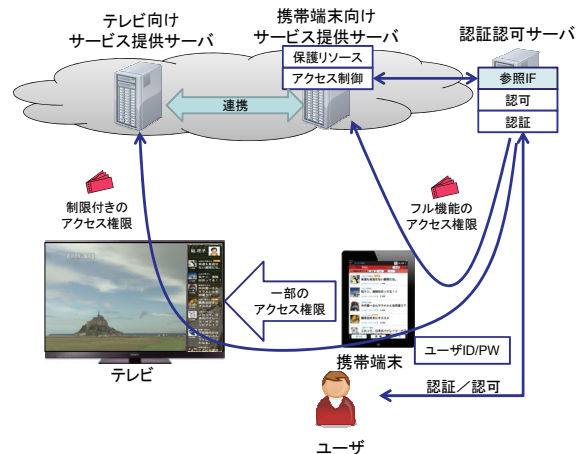 テレビ向け
サービス提供サーバ
携帯端末向け
サービス提供サーバ
認証認可サーバ
保護リソース
アクセス制御
参照IF
認可
認証
連携
制限付きの
アクセス権限
フル機能の
アクセス権限
一部の
アクセス権限
テレビ
携帯端末
ユーザID/PW
認証／認可
ユーザ